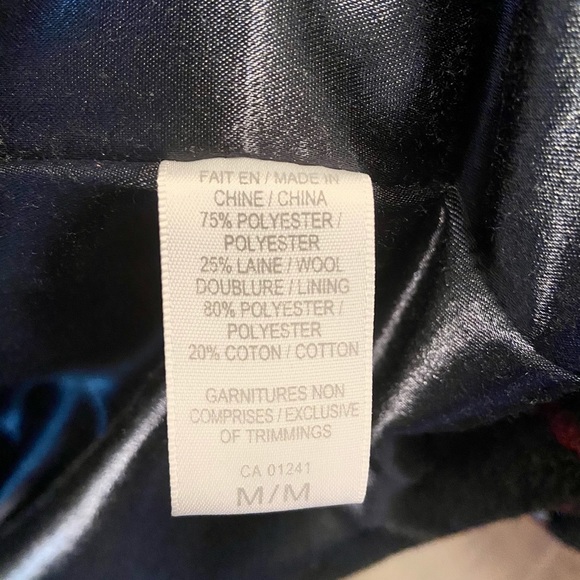 FAIT EN / MADE IN
CHINE / CHINA
75% POLYESTER /
POLYESTER
25% LAINE / WOOL
DOUBLURE / LINING
80% POLYESTER /
POLYESTER
20% COTON / COTTON
GARNITURES NON
COMPRISES / EXCLUSIVE
OF TRIMMINGS
CA 01241
M/M